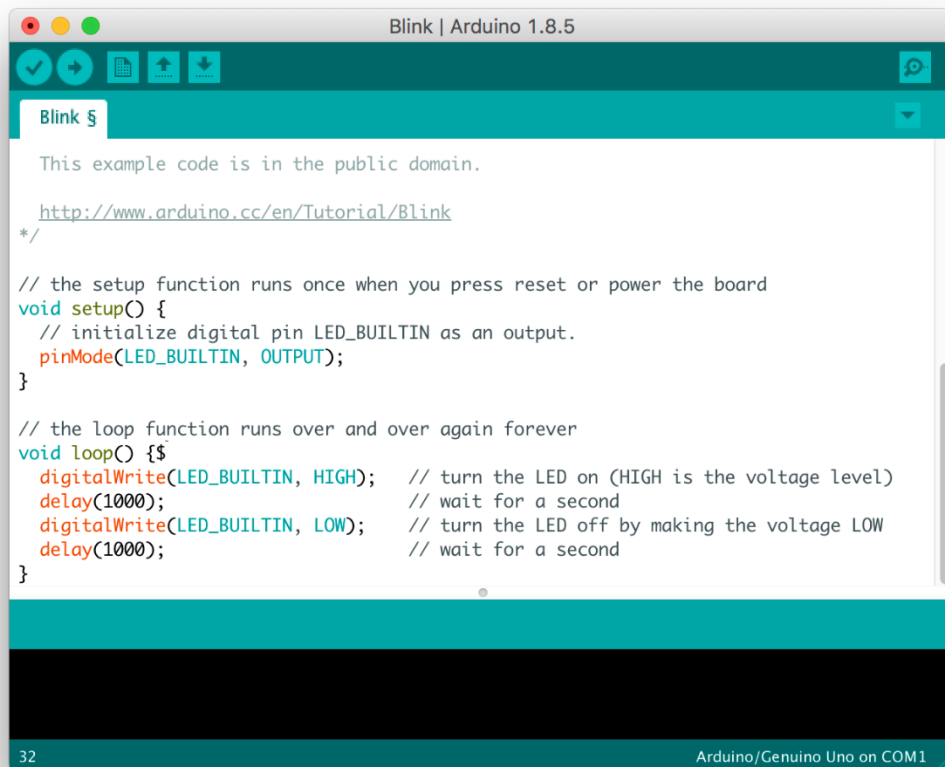 Blink | Arduino 1.8.5
Blink §
This example code is in the public domain.
http://www.arduino.cc/en/Tutorial/Blink
*/
// the setup function runs once when you press reset or power the board
void setup() {
  // initialize digital pin LED_BUILTIN as an output.
  pinMode(LED_BUILTIN, OUTPUT);
}
// the loop function runs over and over again forever
void loop() {$
  digitalWrite(LED_BUILTIN, HIGH);   // turn the LED on (HIGH is the voltage level)
  delay(1000);                       // wait for a second
  digitalWrite(LED_BUILTIN, LOW);    // turn the LED off by making the voltage LOW
  delay(1000);                       // wait for a second
}
32 Arduino/Genuino Uno on COM1